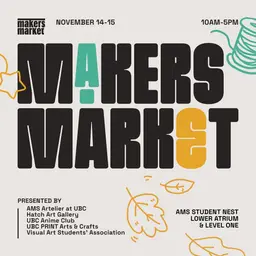 makers
market
NOVEMBER 14-15
10AM-5PM
MAKERS
MARKET
PRESENTED BY
AMS Artelier at UBC
Hatch Art Gallery
UBC Anime Club
UBC PRINT Arts & Crafts
Visual Art Students' Association
AMS STUDENT NEST
LOWER ATRIUM
& LEVEL ONE